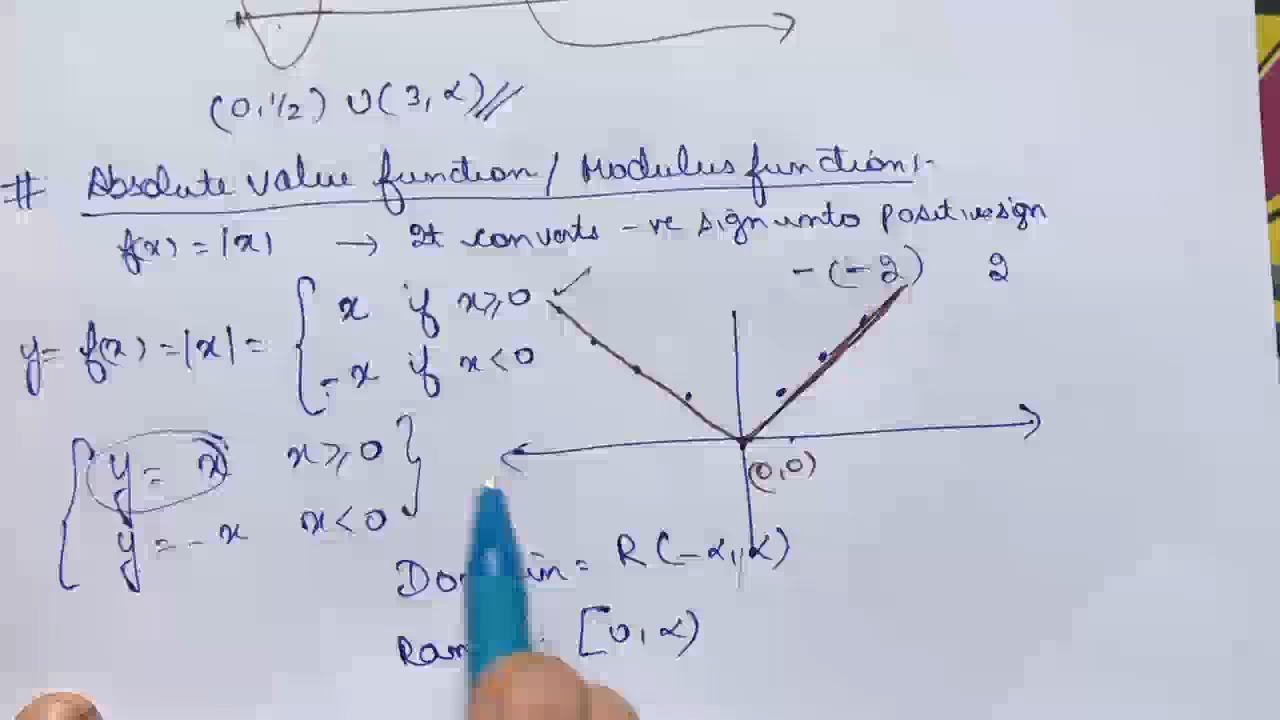 (0, 1/2) ∪ (3, α) //
# Absolute value function / Modulus function :-
f(x) = |x| → It converts -ve sign into positive sign
-(-2) 2
y = f(x) = |x| = { x if x ≥ 0
-x if x < 0
{ y = x x ≥ 0 }
y = -x x < 0
(0,0)
Domain = R (-α, α)
[0, α)